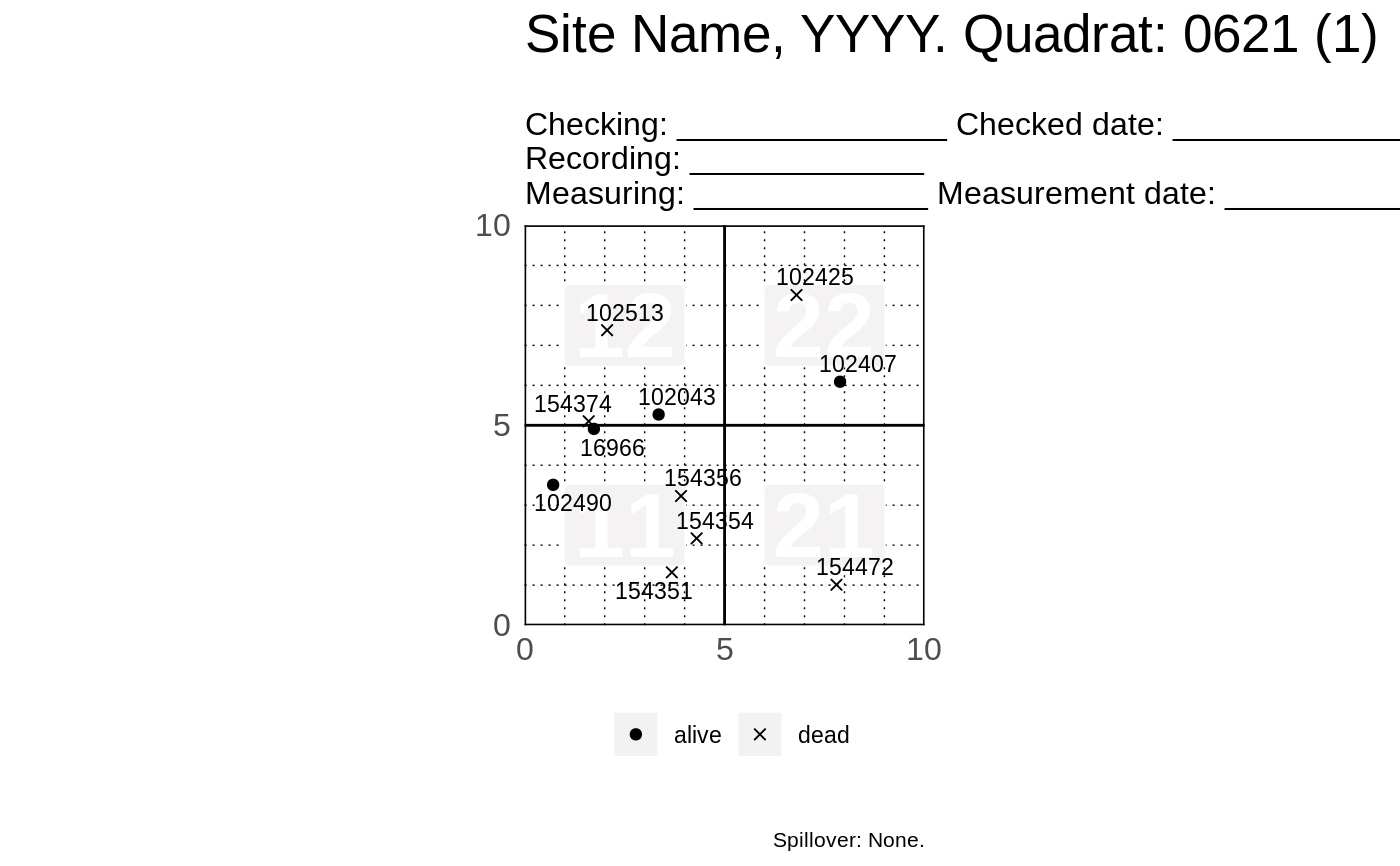 Site Name, YYYY. Quadrat: 0621 (1)
Checking: _______________ Checked date: _____________
Recording: _____________
Measuring: _____________ Measurement date: __________
10
102425
12
22
102513
102407
102043
154374
5
16966
154356
102490
11
21
154354
154472
154351
0
0 5 10
alive dead
Spillover: None.